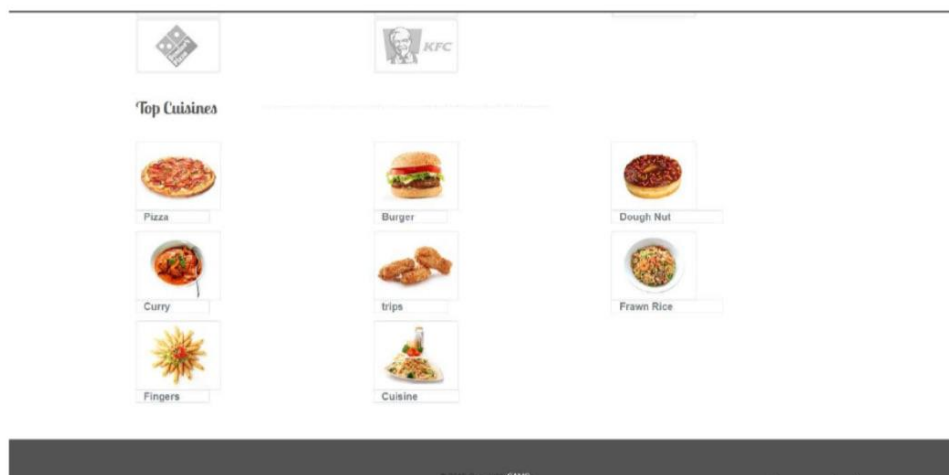 KFC
Top Cuisines
Pizza
Burger
Dough Nut
Curry
trips
Frawn Rice
Fingers
Cuisine